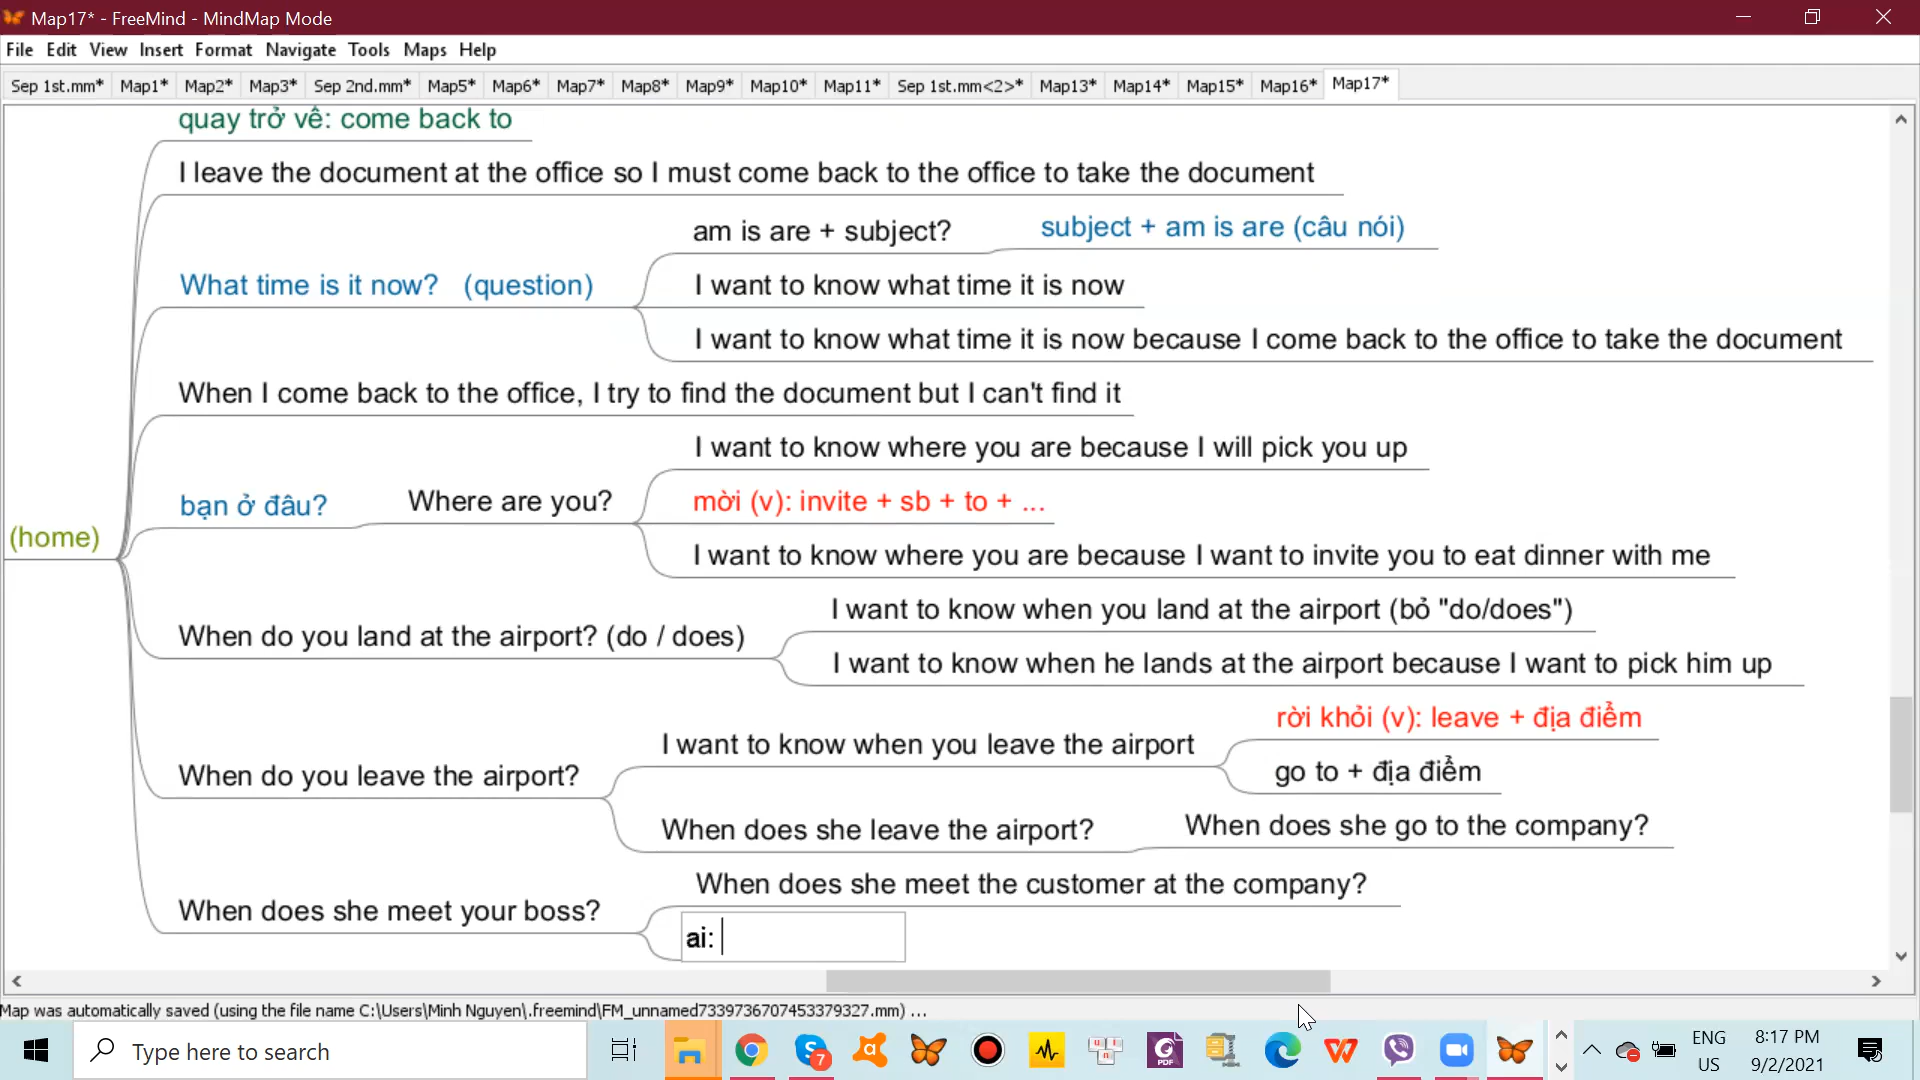 Map17* - FreeMind - MindMap Mode
File Edit View Insert Format Navigate Tools Maps Help
Sep 1st.mm* Map1* Map2* Map3* Sep 2nd.mm* Map5* Map6* Map7* Map8* Map9* Map10* Map11* Sep 1st.mm<2>* Map13* Map14* Map15* Map16* Map17*
quay trở về: come back to
I leave the document at the office so I must come back to the office to take the document
am is are + subject? subject + am is are (câu nói)
What time is it now? (question) I want to know what time it is now
I want to know what time it is now because I come back to the office to take the document
When I come back to the office, I try to find the document but I can't find it
I want to know where you are because I will pick you up
bạn ở đâu? Where are you? mời (v): invite + sb + to + ...
(home)
I want to know where you are because I want to invite you to eat dinner with me
I want to know when you land at the airport (bỏ "do/does")
When do you land at the airport? (do / does)
I want to know when he lands at the airport because I want to pick him up
rời khỏi (v): leave + địa điểm
I want to know when you leave the airport
go to + địa điểm
When do you leave the airport?
When does she leave the airport? When does she go to the company?
When does she meet the customer at the company?
When does she meet your boss?
ai:
Map was automatically saved (using the file name C:\Users\Minh Nguyen\.freemind\FM_unnamed7339736707453379327.mm) ...
Type here to search
7
PDF
ENG
US
8:17 PM
9/2/2021